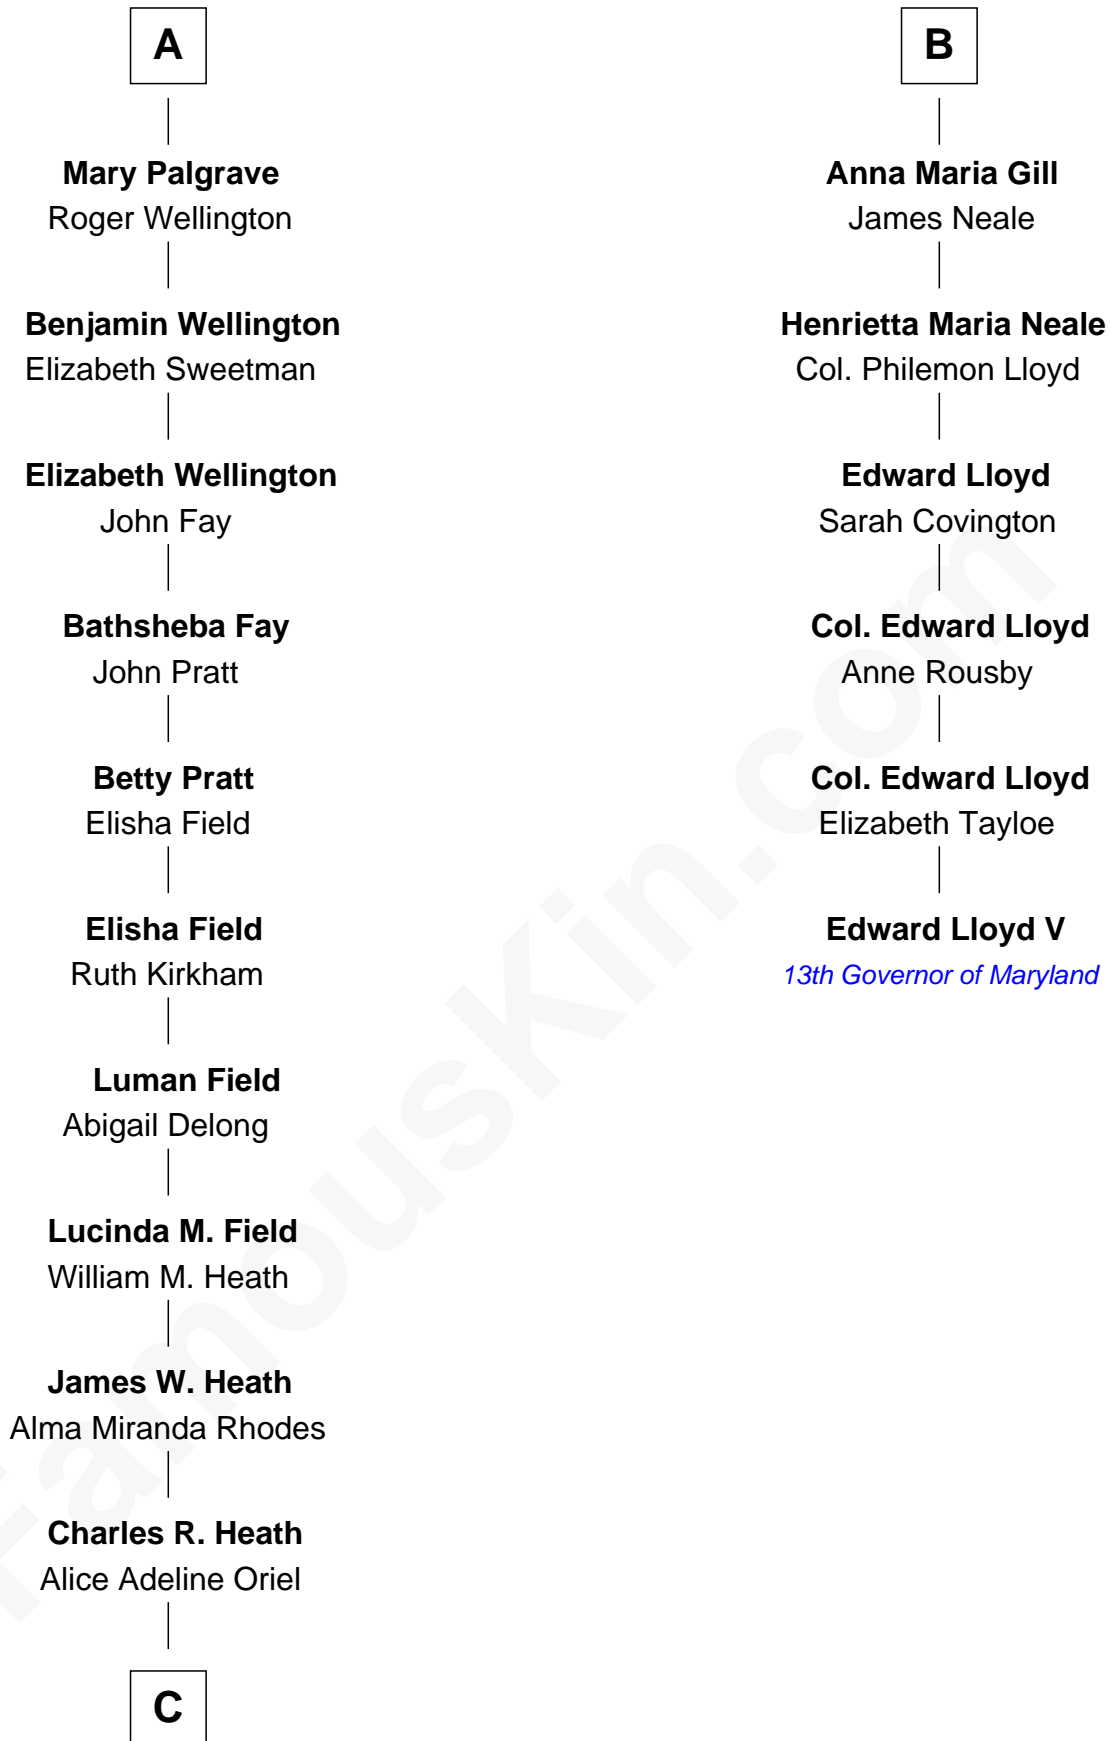 A
Mary Palgrave
Roger Wellington
Benjamin Wellington
Elizabeth Sweetman
Elizabeth Wellington
John Fay
Bathsheba Fay
John Pratt
Betty Pratt
Elisha Field
Elisha Field
Ruth Kirkham
Luman Field
Abigail Delong
Lucinda M. Field
William M. Heath
James W. Heath
Alma Miranda Rhodes
Charles R. Heath
Alice Adeline Oriel
C
B
Anna Maria Gill
James Neale
Henrietta Maria Neale
Col. Philemon Lloyd
Edward Lloyd
Sarah Covington
Col. Edward Lloyd
Anne Rousby
Col. Edward Lloyd
Elizabeth Tayloe
Edward Lloyd V
13th Governor of Maryland
FamousKin.com